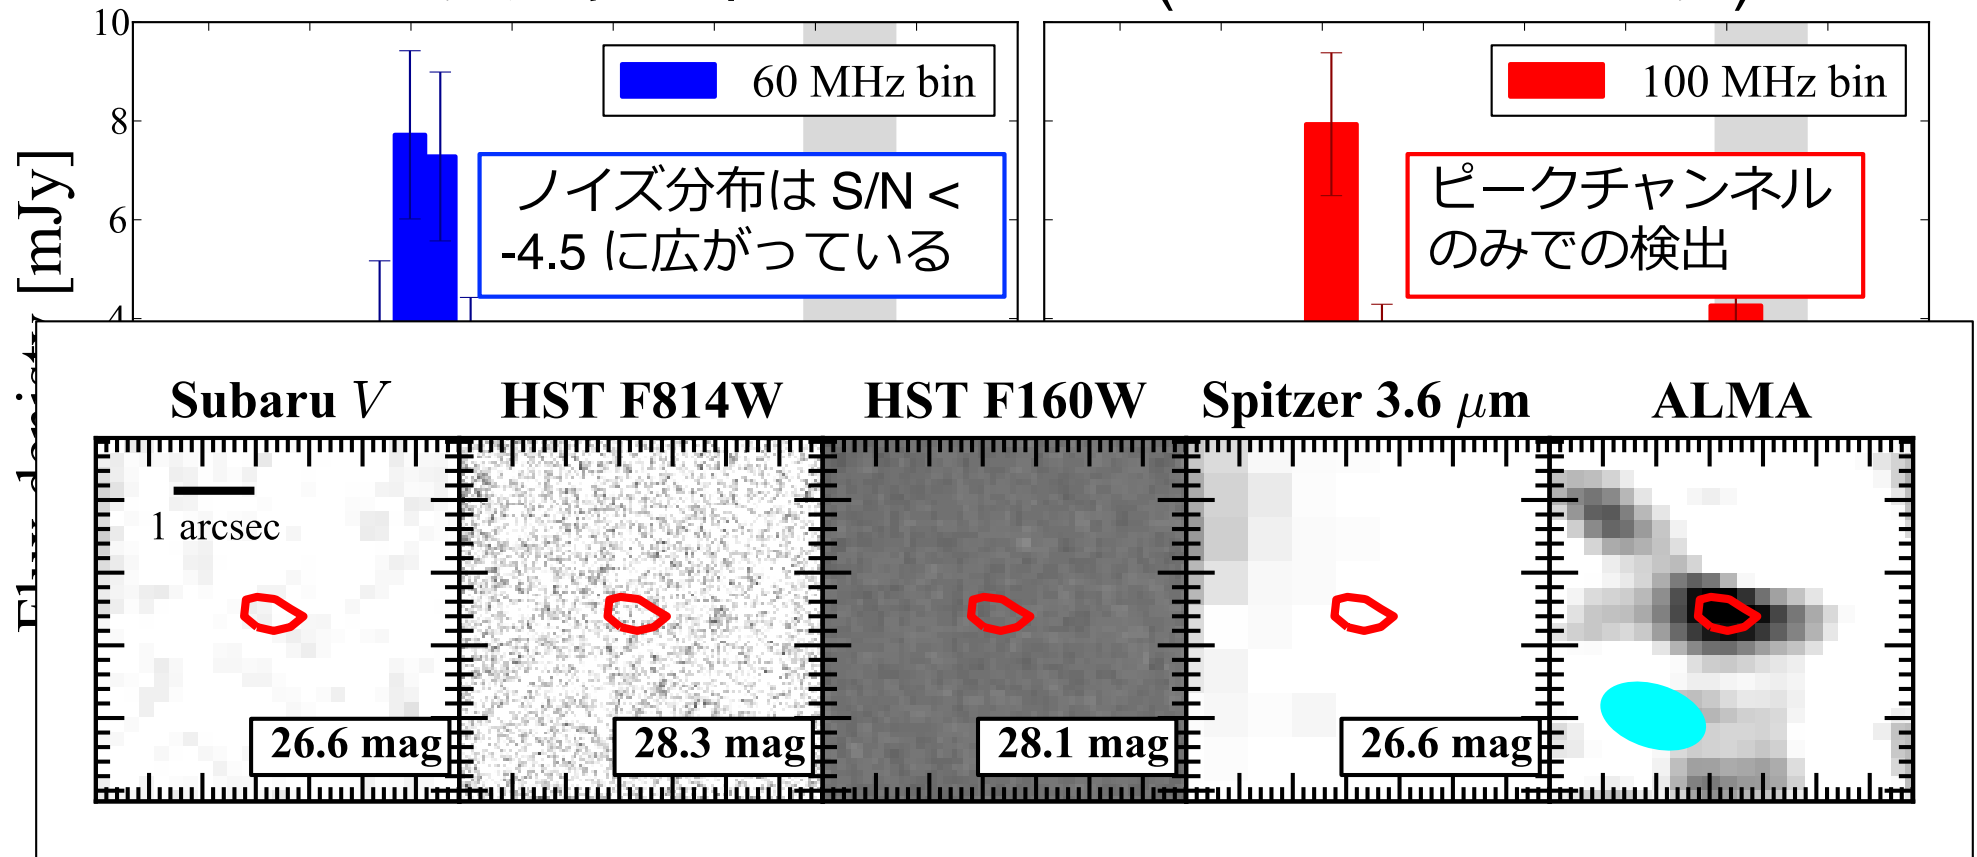 10
8
6
4
[mJy]
60 MHz bin
ノイズ分布は S/N <
-4.5 に広がっている
100 MHz bin
ピークチャンネル
のみでの検出
Subaru V
HST F814W
HST F160W
Spitzer 3.6 μm
ALMA
1 arcsec
26.6 mag
28.3 mag
28.1 mag
26.6 mag